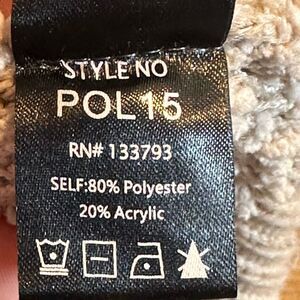 STYLE NO
POL15
RN# 133793
SELF:80% Polyester
20% Acrylic